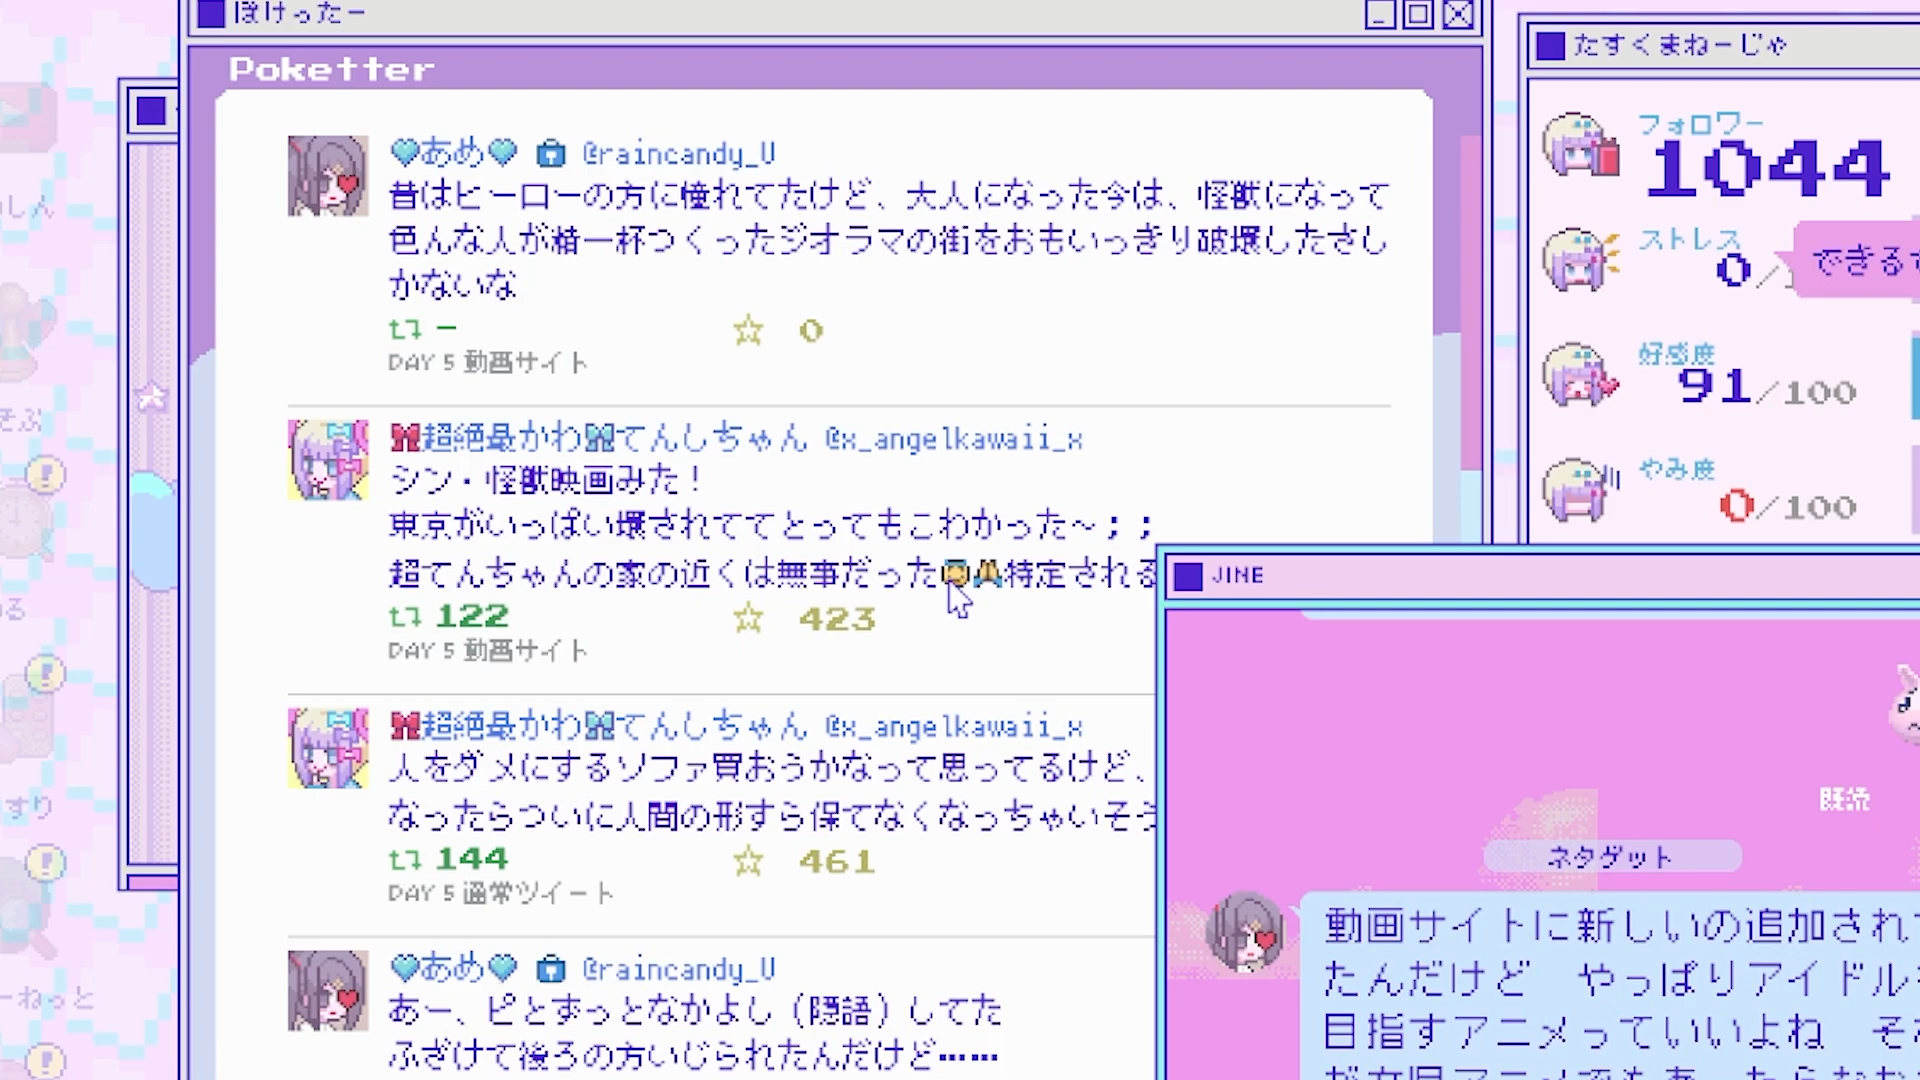 ぽけったー
Poketter
あめ @raincandy_U
昔はヒーローの方に憧れてたけど、大人になった今は、怪獣になって
色んな人が精一杯つくったジオラマの街をおもいっきり破壊したさし
かないな
-
0
DAY 5 動画サイト
超絶最かわてんしちゃん @x_angelkawaii_x
シン・怪獣映画みた！
東京がいっぱい壊されててとってもこわかった〜；；
超てんちゃんの家の近くは無事だった😇🙏特定される
122
423
DAY 5 動画サイト
超絶最かわてんしちゃん @x_angelkawaii_x
人をダメにするソファ買おうかなって思ってるけど、
なったらついに人間の形すら保てなくなっちゃいそう
144
461
DAY 5 通常ツイート
あめ @raincandy_U
あー、ピとずっとなかよし（隠語）してた
ふざけて後ろの方いじられたんだけど……
たすくまねーじゃ
フォロワー
1044
ストレス
0/
できる
好感度
91/100
やみ度
0/100
JINE
既読
ネタゲット
動画サイトに新しいの追加され
たんだけど やっぱりアイドル
目指すアニメっていいよね そ